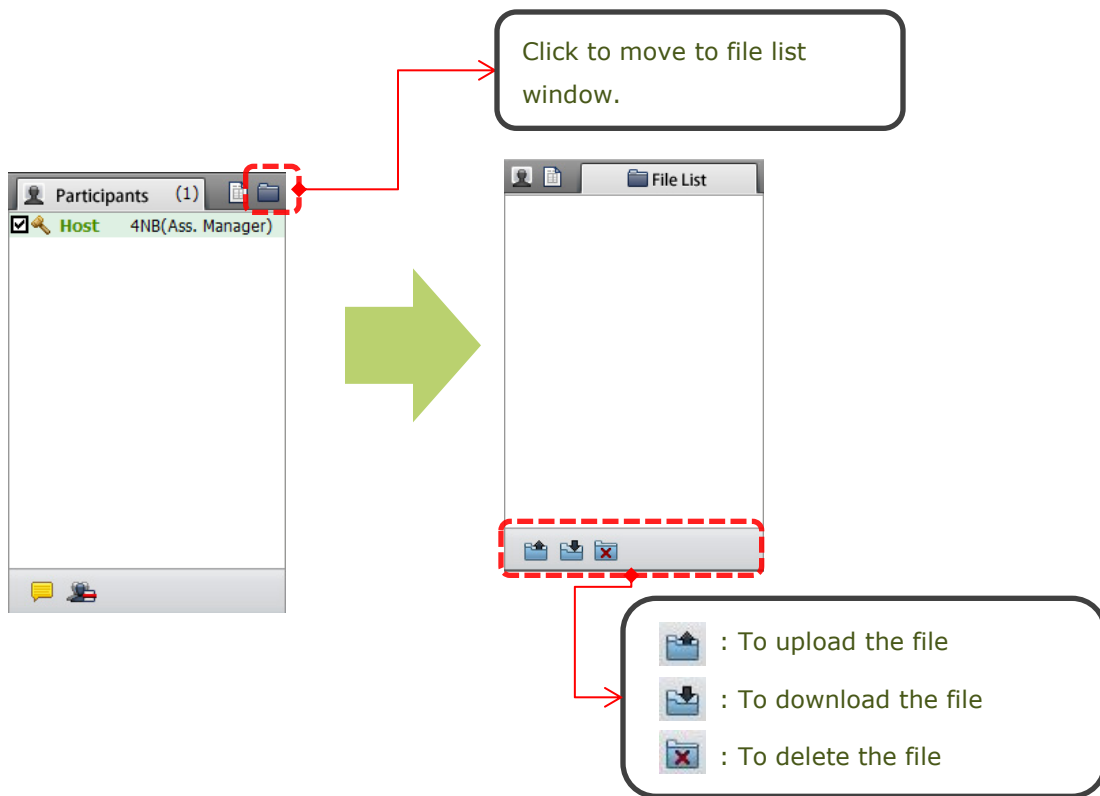 Click to move to file list
window.
Participants (1)
Host 4NB(Ass. Manager)
File List
: To upload the file
: To download the file
: To delete the file